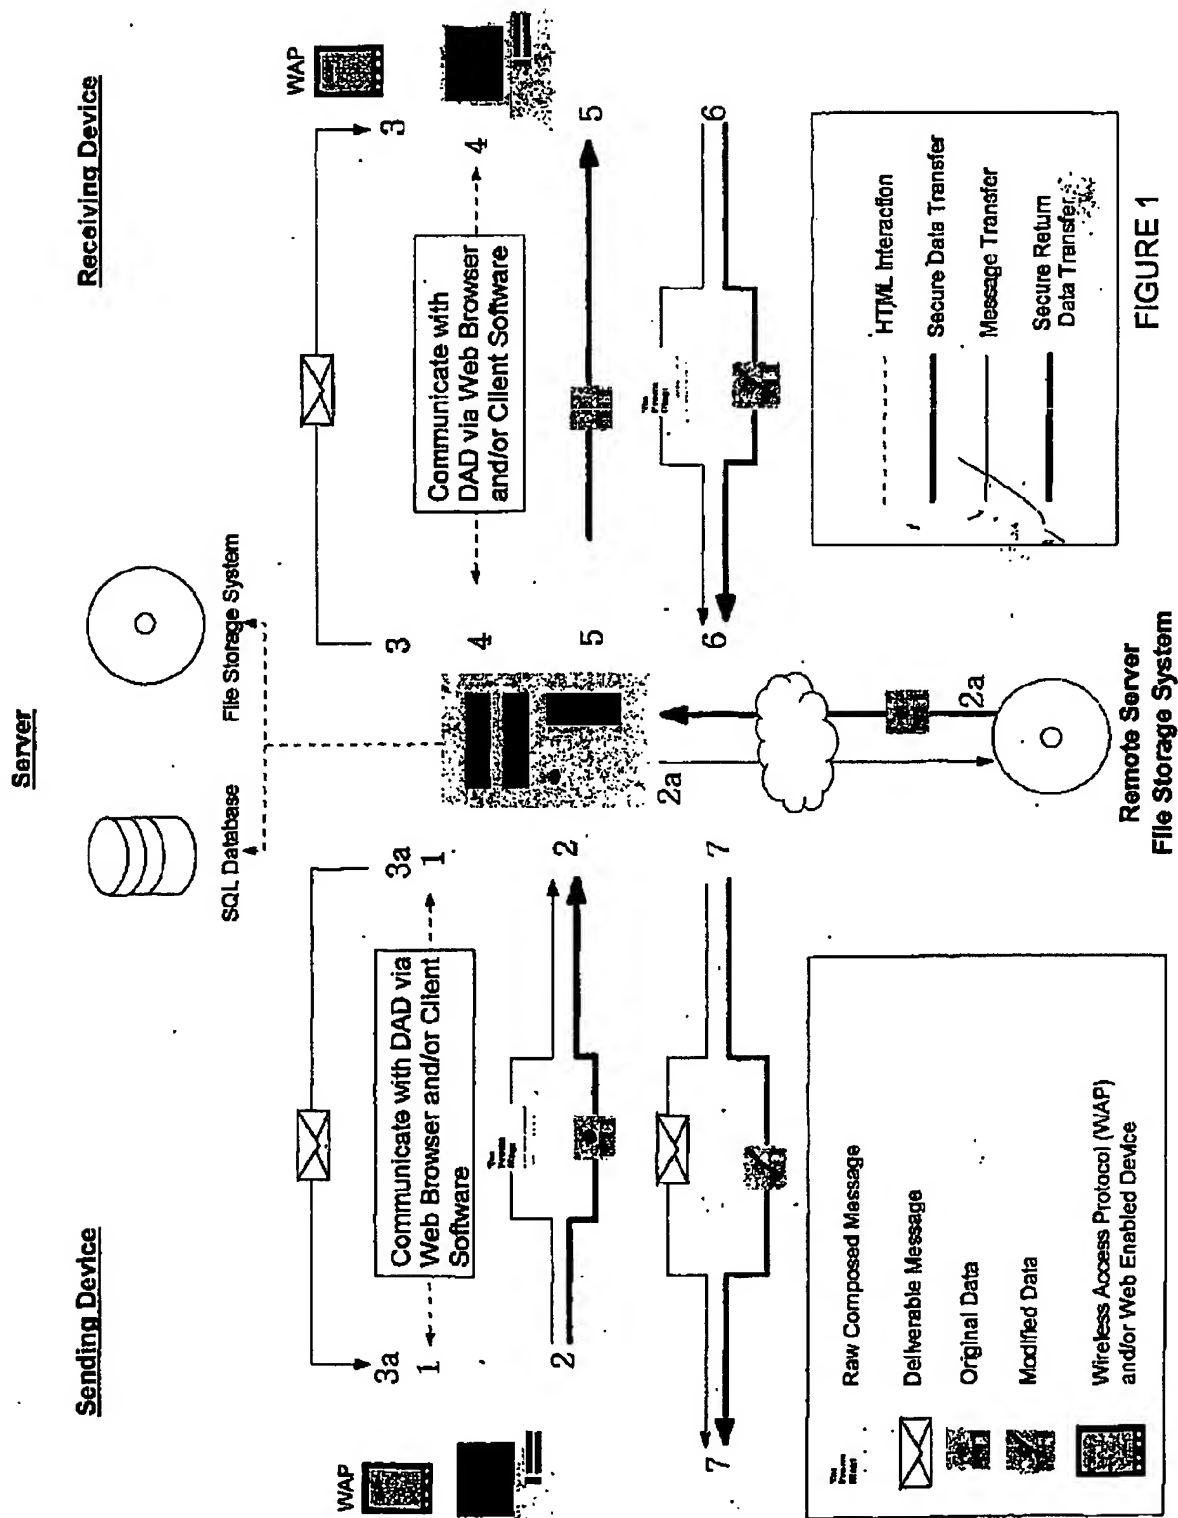 Sending Device
Server
Receiving Device
SQL Database
File Storage System
WAP
WAP
3a
3a
3
3
1
Communicate with DAD via
Web Browser and/or Client
Software
1
4
Communicate with
DAD via Web Browser
and/or Client Software
4
2
2
5
5
7
7
2a
2a
6
6
Remote Server
File Storage System
Raw Composed Message
Deliverable Message
Original Data
Modified Data
Wireless Access Protocol (WAP)
and/or Web Enabled Device
HTML Interaction
Secure Data Transfer
Message Transfer
Secure Return
Data Transfer
FIGURE 1